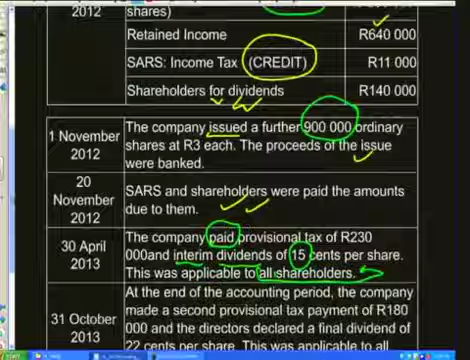 2012
shares)
Retained Income
R640 000
SARS: Income Tax (CREDIT)
R11 000
Shareholders for dividends
R140 000
1 November
2012
The company issued a further 900 000 ordinary
shares at R3 each. The proceeds of the issue
were banked.
20
November
2012
SARS and shareholders were paid the amounts
due to them.
30 April
2013
The company paid provisional tax of R230
000and interim dividends of 15 cents per share.
This was applicable to all shareholders.
31 October
2013
At the end of the accounting period, the company
made a second provisional tax payment of R180
000 and the directors declared a final dividend of
22 cents per share. This was applicable to all